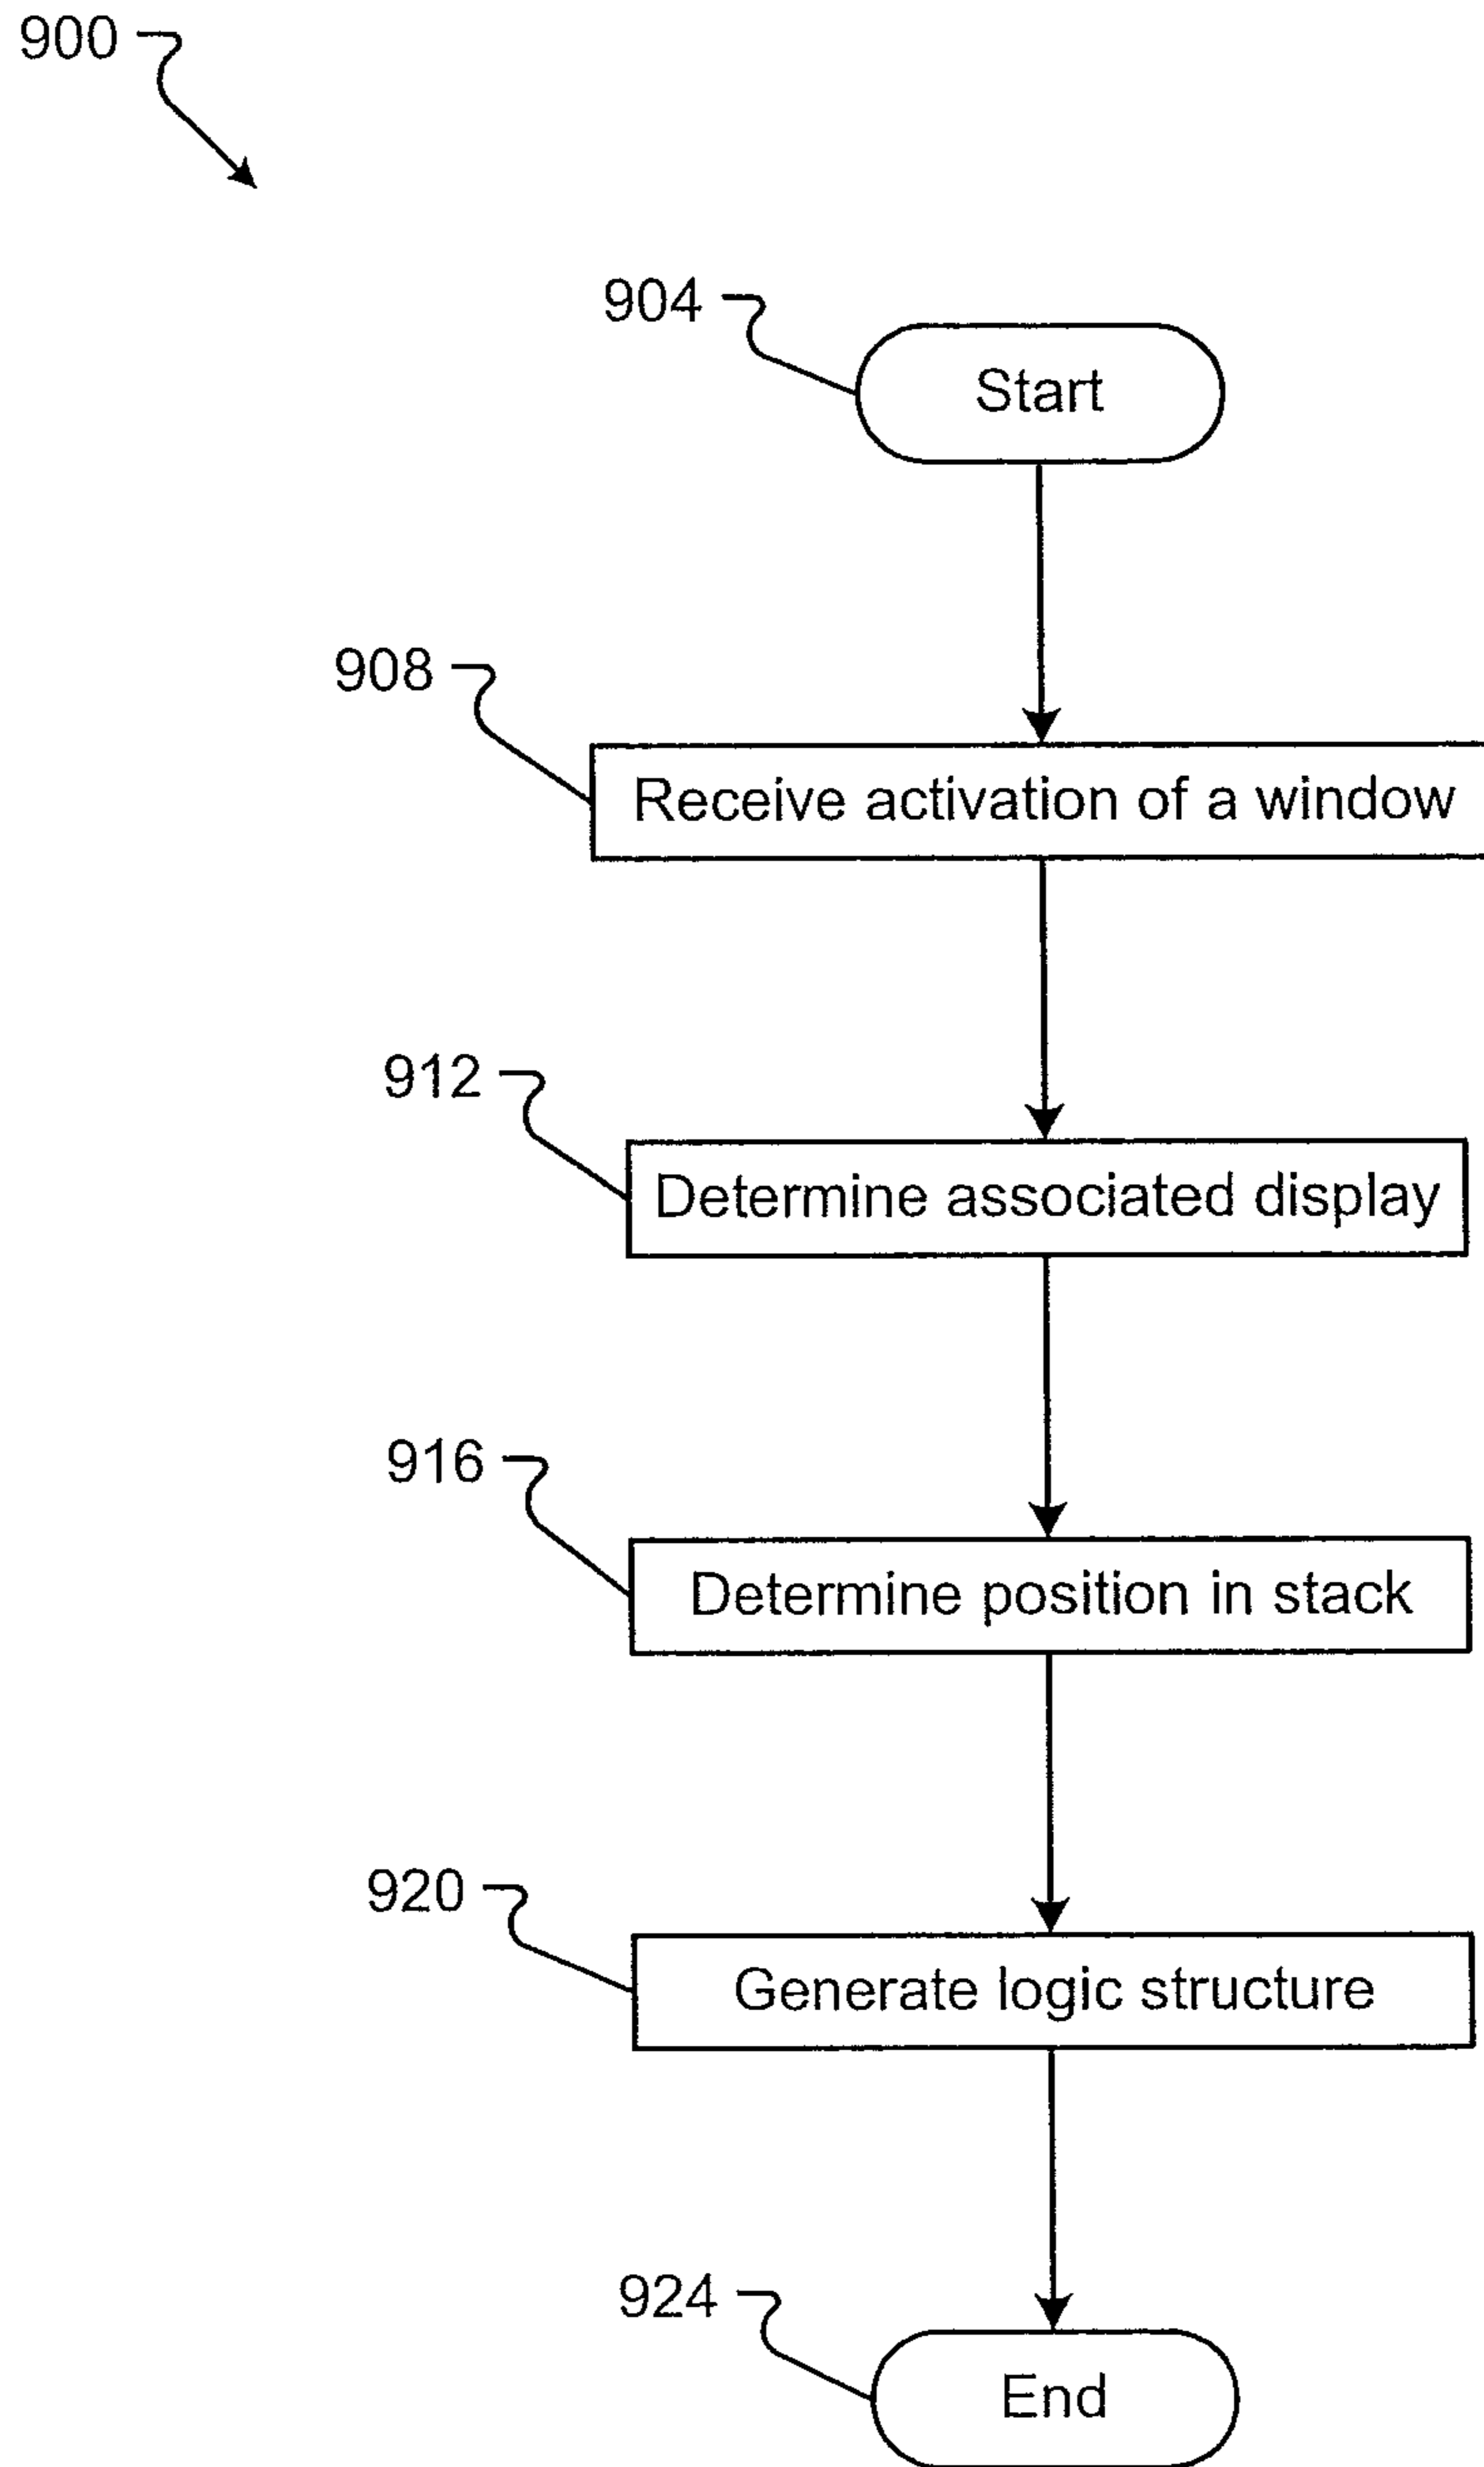 900
904
Start
908
Receive activation of a window
912
Determine associated display
916
Determine position in stack
920
Generate logic structure
924
End